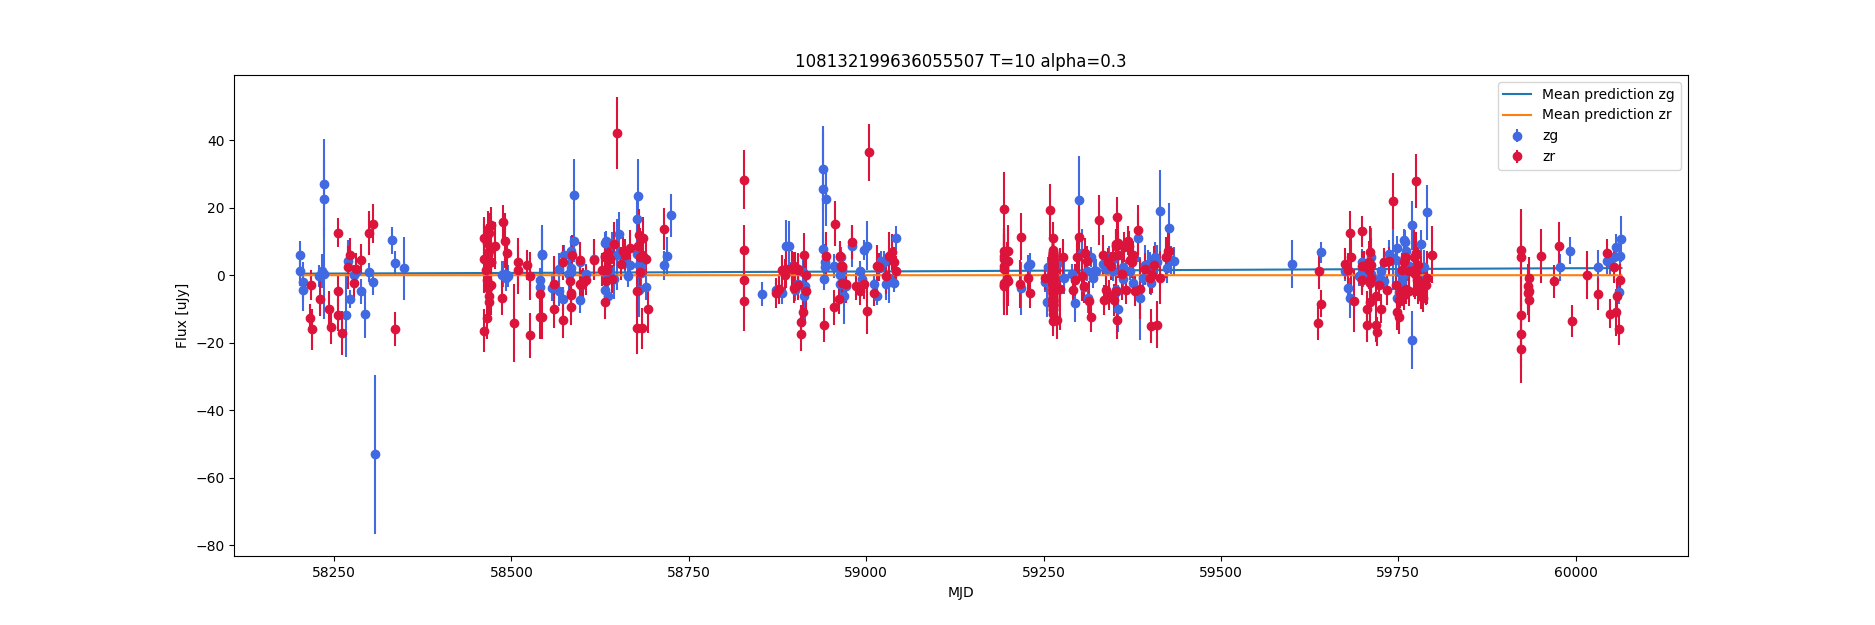 108132199636055507 T=10 alpha=0.3
Mean prediction zg
Mean prediction zr
zg
zr
Flux [uJy]
40
20
0
−20
−40
−60
−80
58250 58500 58750 59000 59250 59500 59750 60000
MJD